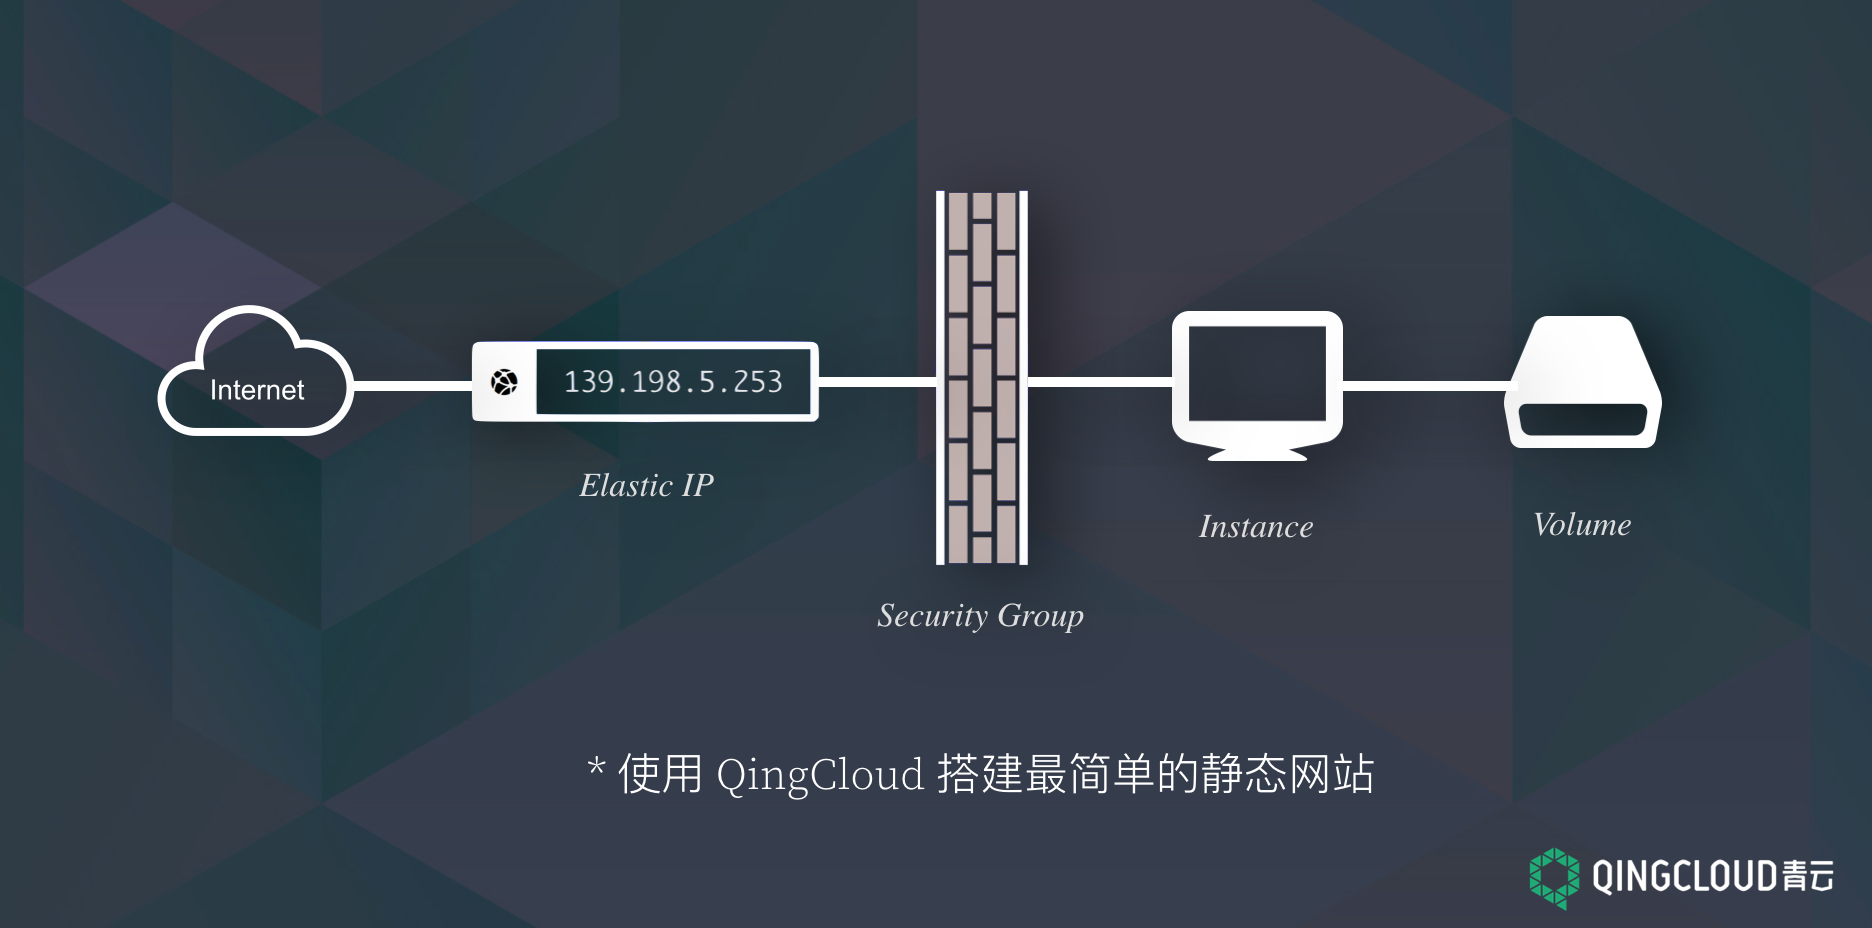 Internet
139.198.5.253
Elastic IP
Security Group
Instance
Volume
* 使用 QingCloud 搭建最简单的静态网站
QINGCLOUD青云